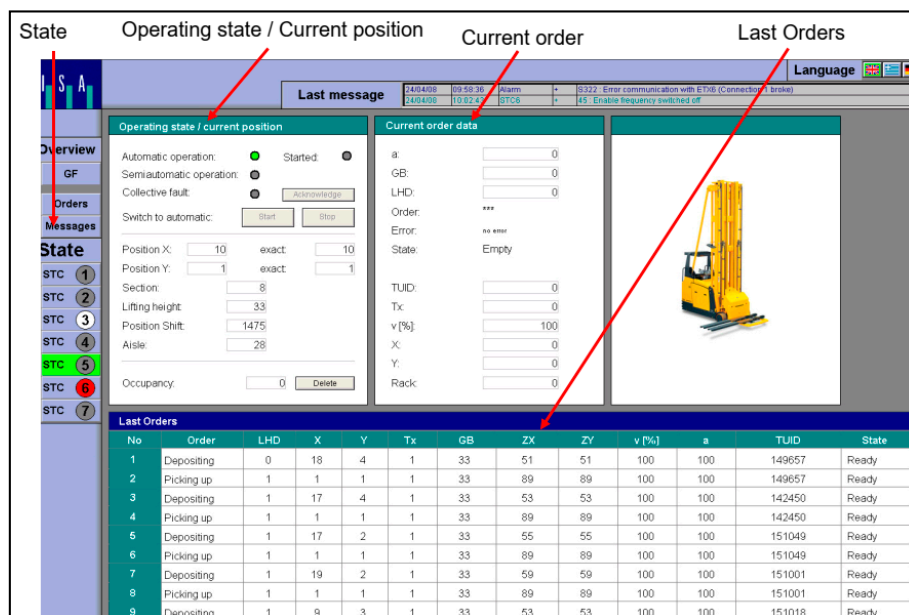 State
Operating state / Current position
Current order
Last Orders
I S A
Language
Last message
24/04/08 09:58:36 Alarm + S322 : Error communication with ETX6 (Connection 1 broke)
24/04/08 10:02:43 STC6 + 45 : Enable frequency switched off
Overview
GF
Orders
Messages
State
STC 1
STC 2
STC 3
STC 4
STC 5
STC 6
STC 7
Operating state / current position
Automatic operation: Started:
Semiautomatic operation:
Collective fault: Acknowledge
Switch to automatic: Start Stop
Position X: 10 exact: 10
Position Y: 1 exact: 1
Section: 8
Lifting height: 33
Position Shift: 1475
Aisle: 28
Occupancy: 0 Delete
Current order data
a: 0
GB: 0
LHD: 0
Order: ***
Error: no error
State: Empty
TUID: 0
Tx: 0
v [%]: 100
X: 0
Y: 0
Rack: 0
Last Orders
No Order LHD X Y Tx GB ZX ZY v [%] a TUID State
1 Depositing 0 18 4 1 33 51 51 100 100 149657 Ready
2 Picking up 1 1 1 1 33 89 89 100 100 149657 Ready
3 Depositing 1 17 4 1 33 53 53 100 100 142450 Ready
4 Picking up 1 1 1 1 33 89 89 100 100 142450 Ready
5 Depositing 1 17 2 1 33 55 55 100 100 151049 Ready
6 Picking up 1 1 1 1 33 89 89 100 100 151049 Ready
7 Depositing 1 19 2 1 33 59 59 100 100 151001 Ready
8 Picking up 1 1 1 1 33 89 89 100 100 151001 Ready
9 Depositing 1 9 3 1 33 53 53 100 100 151018 Ready